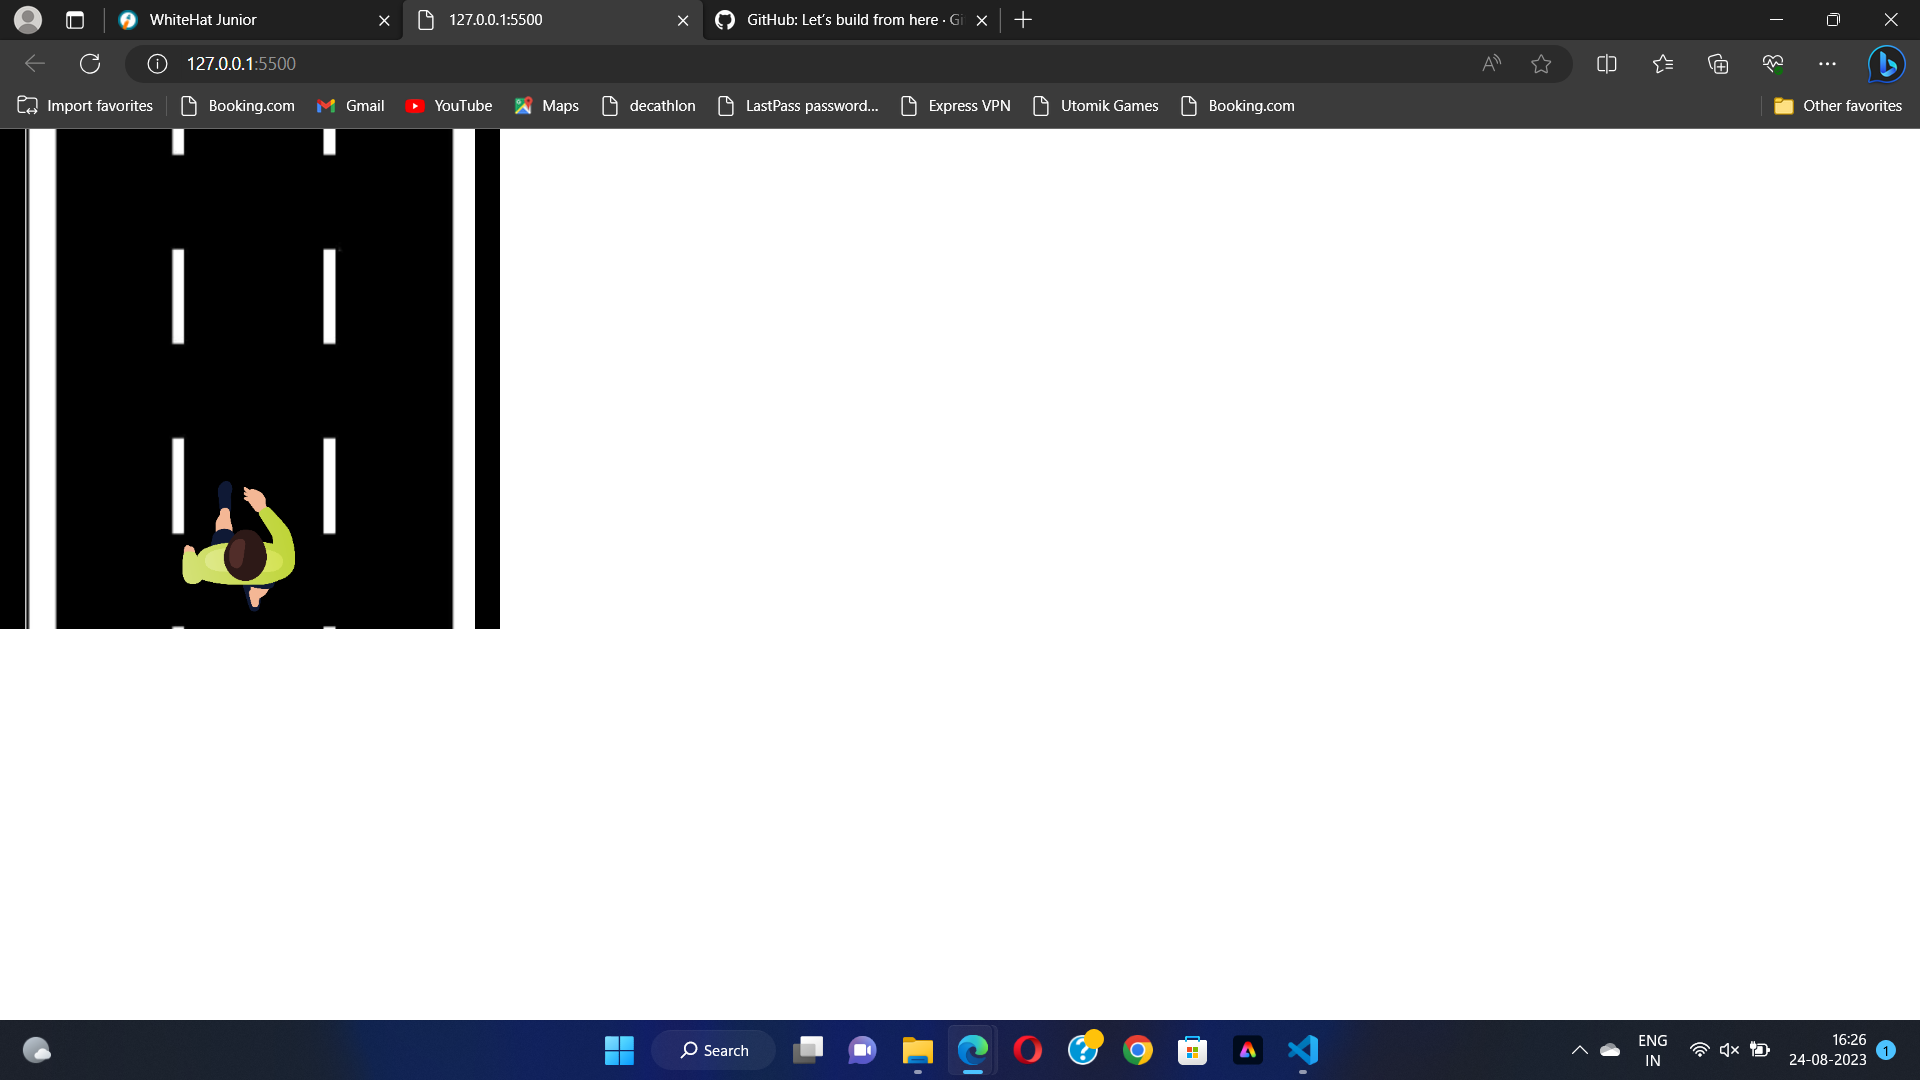 WhiteHat Junior
127.0.0.1:5500
GitHub: Let's build from here · Gi
127.0.0.1:5500
Import favorites
Booking.com
Gmail
YouTube
Maps
decathlon
LastPass password...
Express VPN
Utomik Games
Booking.com
Other favorites
Search
ENG
IN
16:26
24-08-2023
1